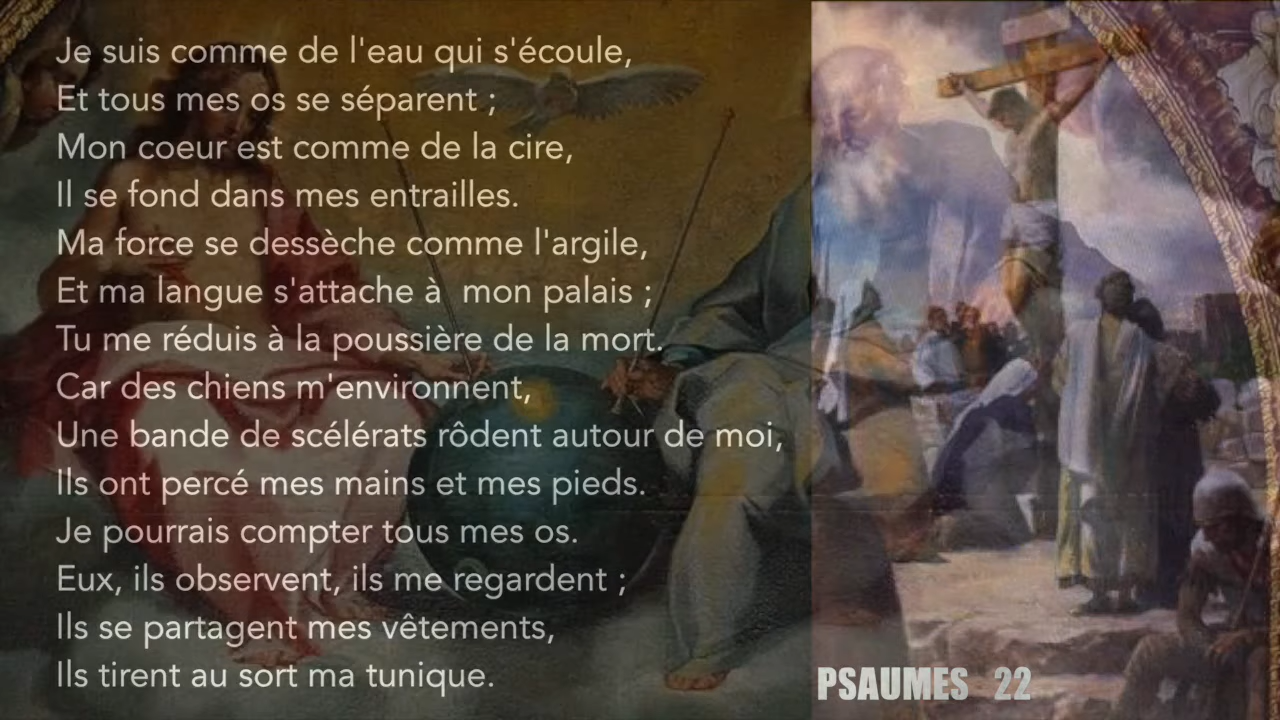 Je suis comme de l'eau qui s'écoule,
Et tous mes os se séparent ;
Mon coeur est comme de la cire,
Il se fond dans mes entrailles.
Ma force se dessèche comme l'argile,
Et ma langue s'attache à  mon palais ;
Tu me réduis à la poussière de la mort.
Car des chiens m'environnent,
Une bande de scélérats rôdent autour de moi,
Ils ont percé mes mains et mes pieds.
Je pourrais compter tous mes os.
Eux, ils observent, ils me regardent ;
Ils se partagent mes vêtements,
Ils tirent au sort ma tunique.
PSAUMES 22